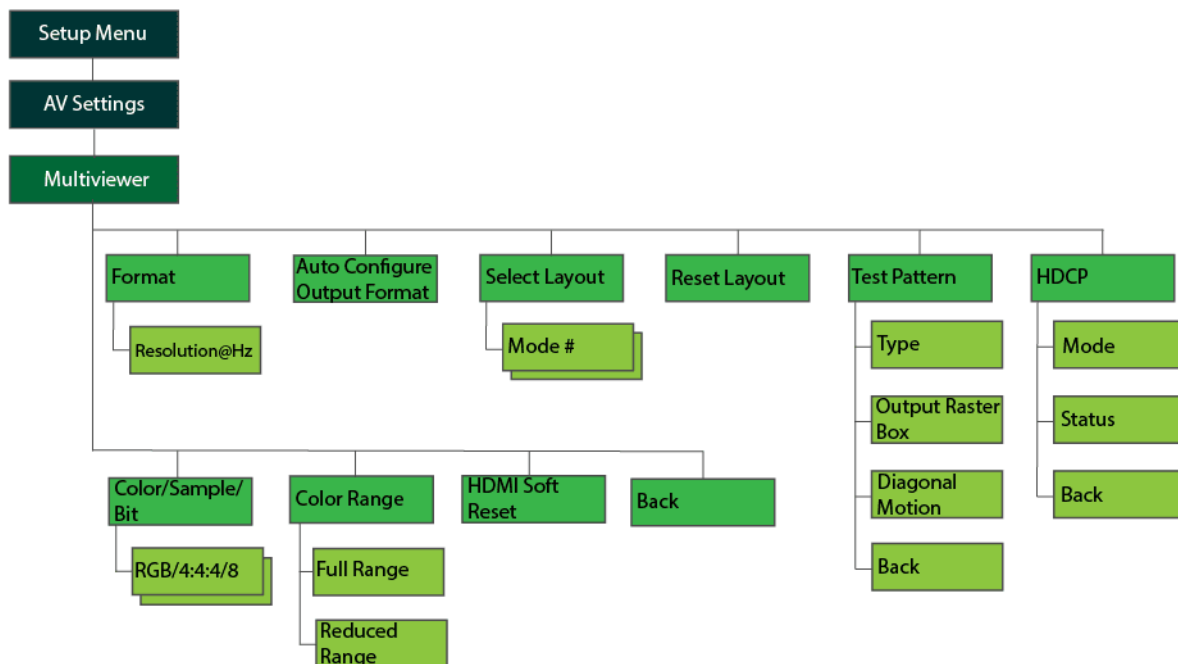 Setup Menu
AV Settings
Multiviewer
Format
Auto Configure
Output Format
Select Layout
Reset Layout
Test Pattern
HDCP
Resolution@Hz
Mode #
Type
Mode
Output Raster
Box
Status
Diagonal
Motion
Back
Back
Color/Sample/
Bit
Color Range
HDMI Soft
Reset
Back
RGB/4:4:4/8
Full Range
Reduced
Range